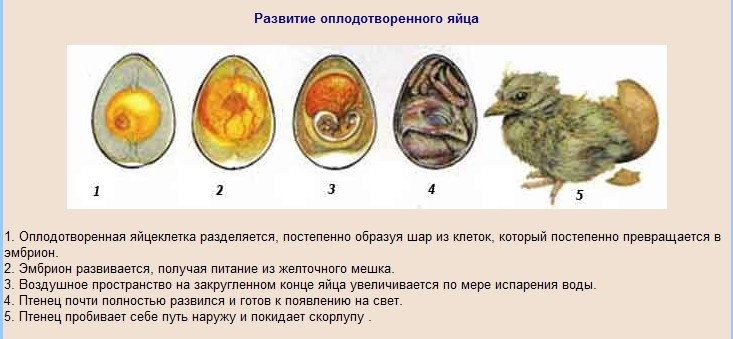 Развитие оплодотворенного яйца
1 2 3 4 5
1. Оплодотворенная яйцеклетка разделяется, постепенно образуя шар из клеток, который постепенно превращается в
эмбрион.
2. Эмбрион развивается, получая питание из желточного мешка.
3. Воздушное пространство на закругленном конце яйца увеличивается по мере испарения воды.
4. Птенец почти полностью развился и готов к появлению на свет.
5. Птенец пробивает себе путь наружу и покидает скорлупу .